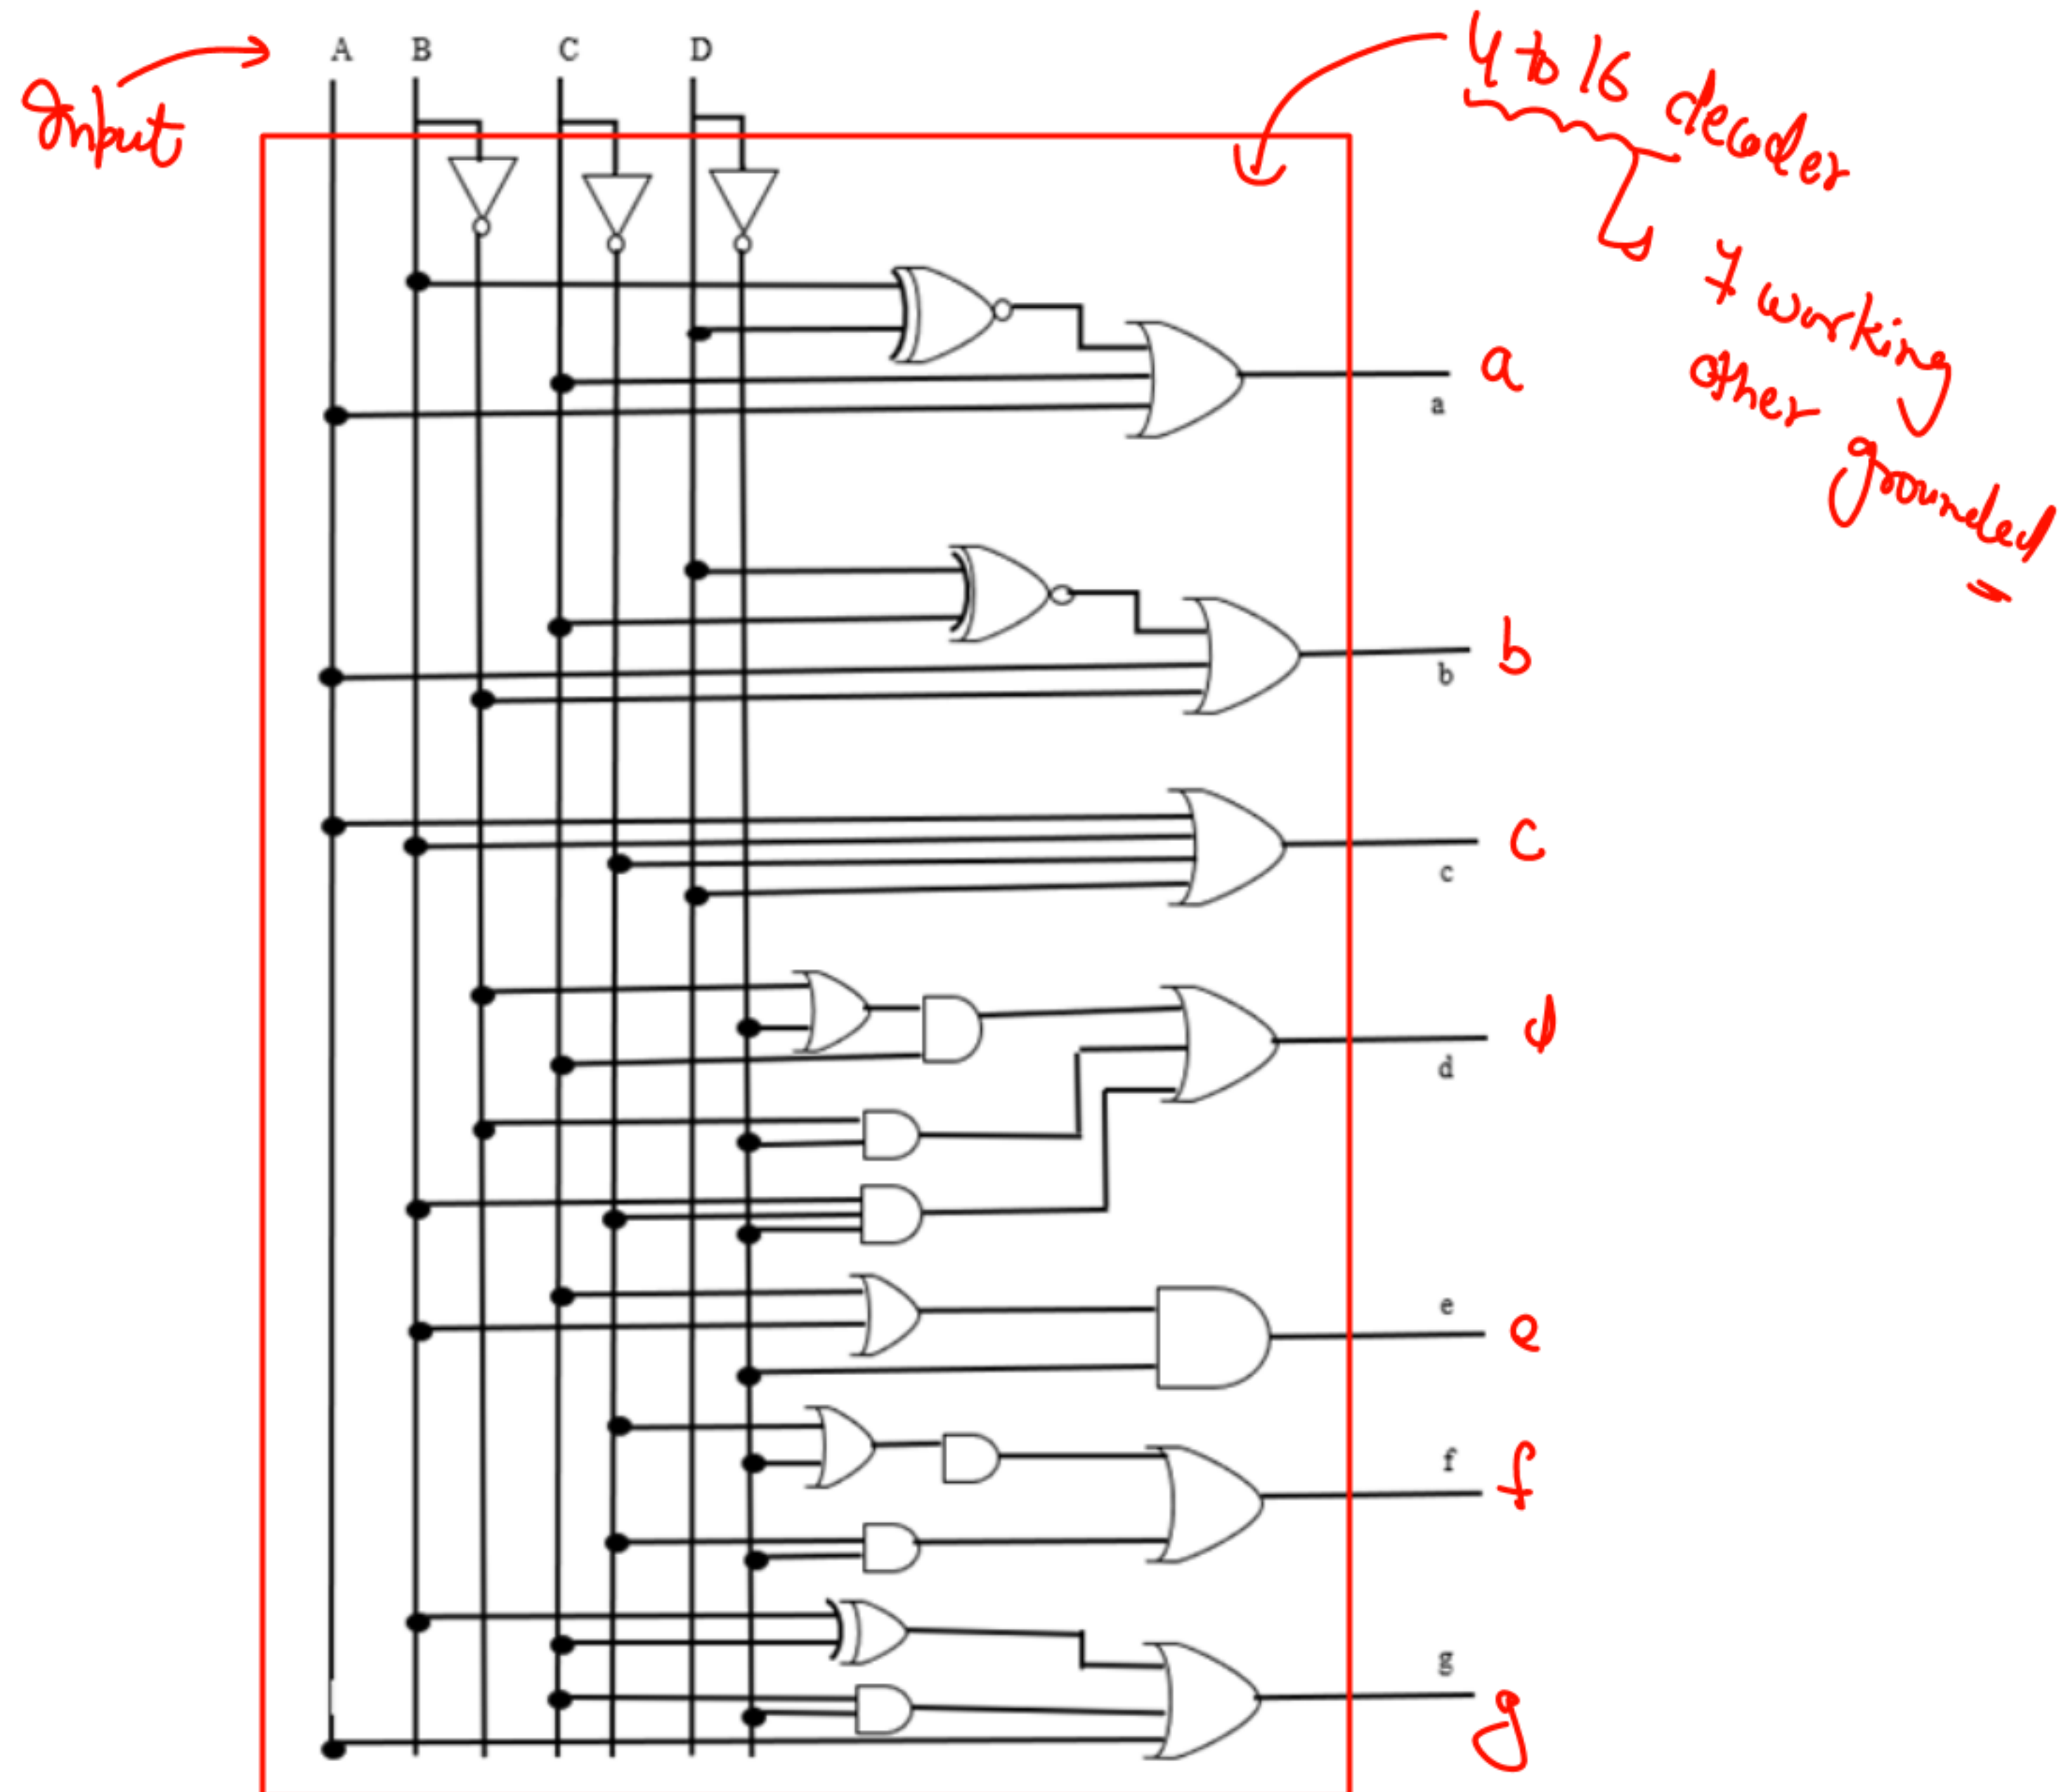 A B C D
Input
4 to 16 decoder
7 working
other grounded
a
a
b
b
c
c
d
d
e
e
f
f
g
g